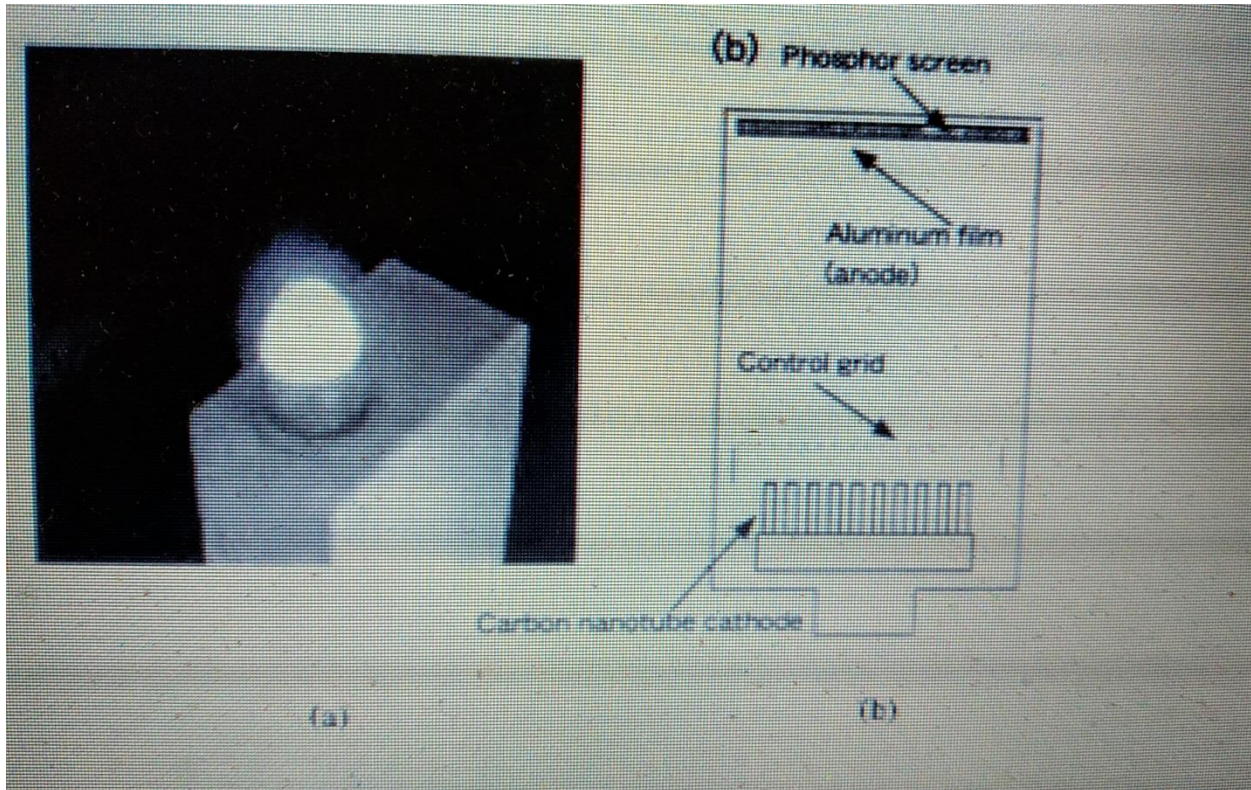 (b) Phosphor screen
Aluminum film
(anode)
Control grid
Carbon nanotube cathode
(a)
(b)